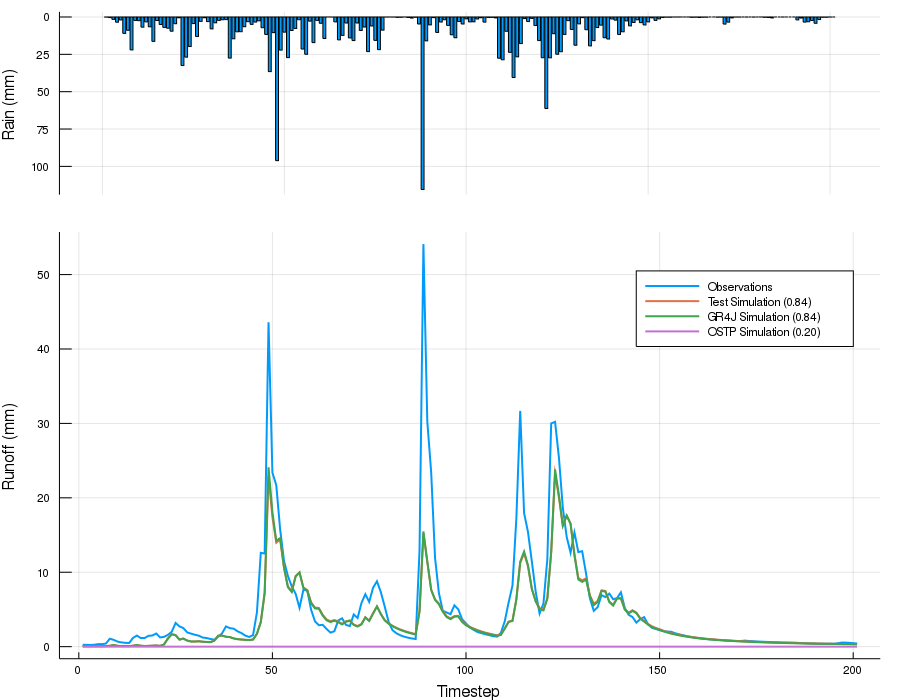 0
25
50
75
100
Rain (mm)
50
40
30
20
10
0
Runoff (mm)
Observations
Test Simulation (0.84)
GR4J Simulation (0.84)
OSTP Simulation (0.20)
0
50
100
150
200
Timestep